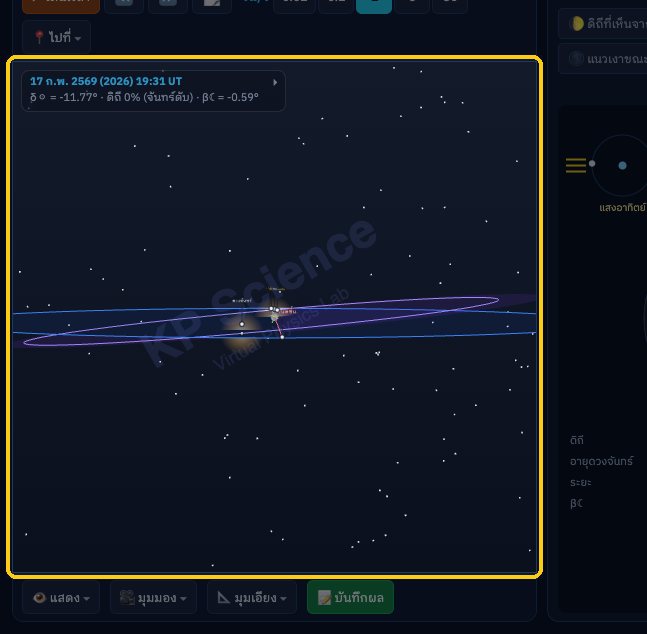 ไปที่
17 ก.พ. 2569 (2026) 19:31 UT
δ☉ = -11.77° · ดิถี 0% (จันทร์ดับ) · β☾ = -0.59°
ดิถีที่เห็นจาก
แนวเงาขณะ
แสงอาทิตย์
KP Science
Virtual Physics Lab
ดิถี
อายุดวงจันทร์
ระยะ
β☾
แสดง
มุมมอง
มุมเอียง
บันทึกผล